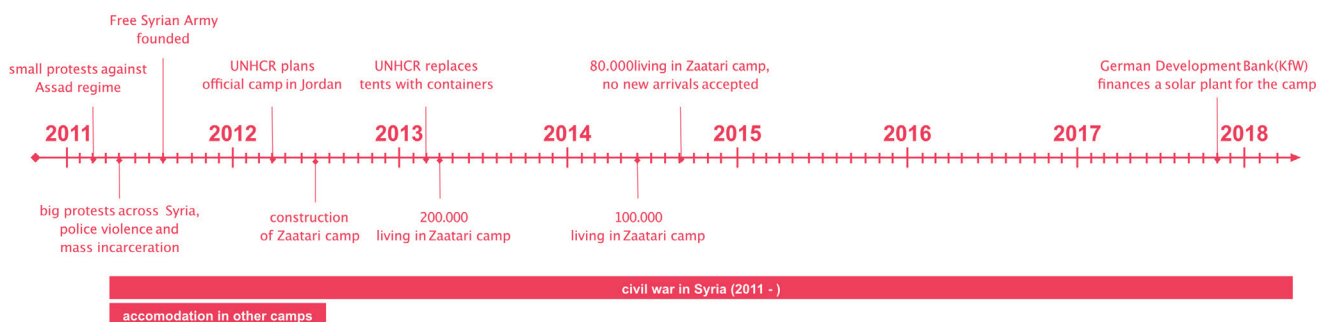 Free Syrian Army
founded
small protests against
Assad regime
UNHCR plans
official camp in Jordan
UNHCR replaces
tents with containers
80.000living in Zaatari camp,
no new arrivals accepted
German Development Bank(KfW)
finances a solar plant for the camp
2011
2012
2013
2014
2015
2016
2017
2018
big protests across Syria,
police violence and
mass incarceration
construction
of Zaatari camp
200.000
living in Zaatari camp
100.000
living in Zaatari camp
civil war in Syria (2011 - )
accomodation in other camps